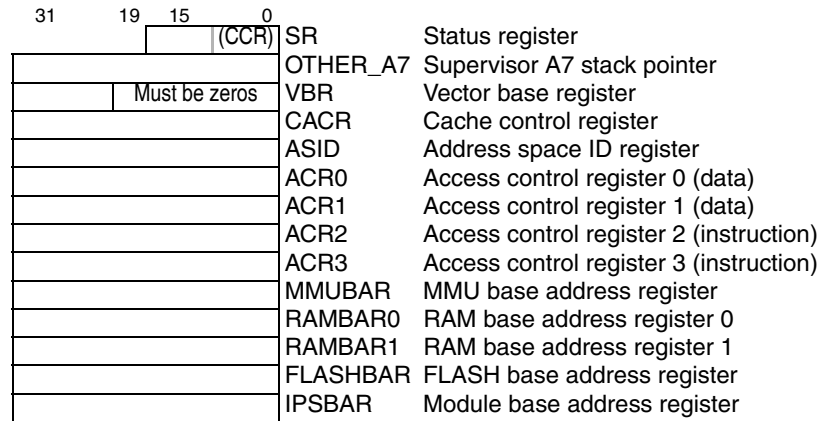 31 19 15 0
(CCR) SR Status register
OTHER_A7 Supervisor A7 stack pointer
Must be zeros VBR Vector base register
CACR Cache control register
ASID Address space ID register
ACR0 Access control register 0 (data)
ACR1 Access control register 1 (data)
ACR2 Access control register 2 (instruction)
ACR3 Access control register 3 (instruction)
MMUBAR MMU base address register
RAMBAR0 RAM base address register 0
RAMBAR1 RAM base address register 1
FLASHBAR FLASH base address register
IPSBAR Module base address register